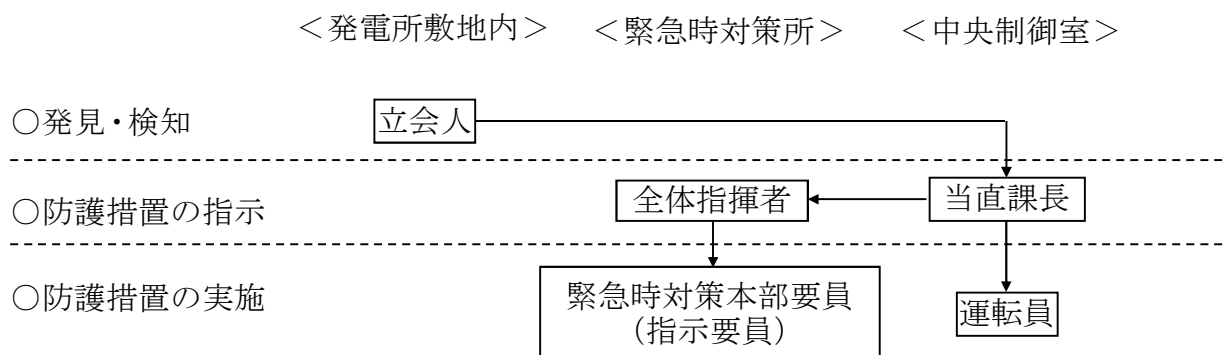 ＜発電所敷地内＞ ＜緊急時対策所＞ ＜中央制御室＞
○発見・検知 立会人
○防護措置の指示 全体指揮者 当直課長
○防護措置の実施 緊急時対策本部要員
（指示要員） 運転員